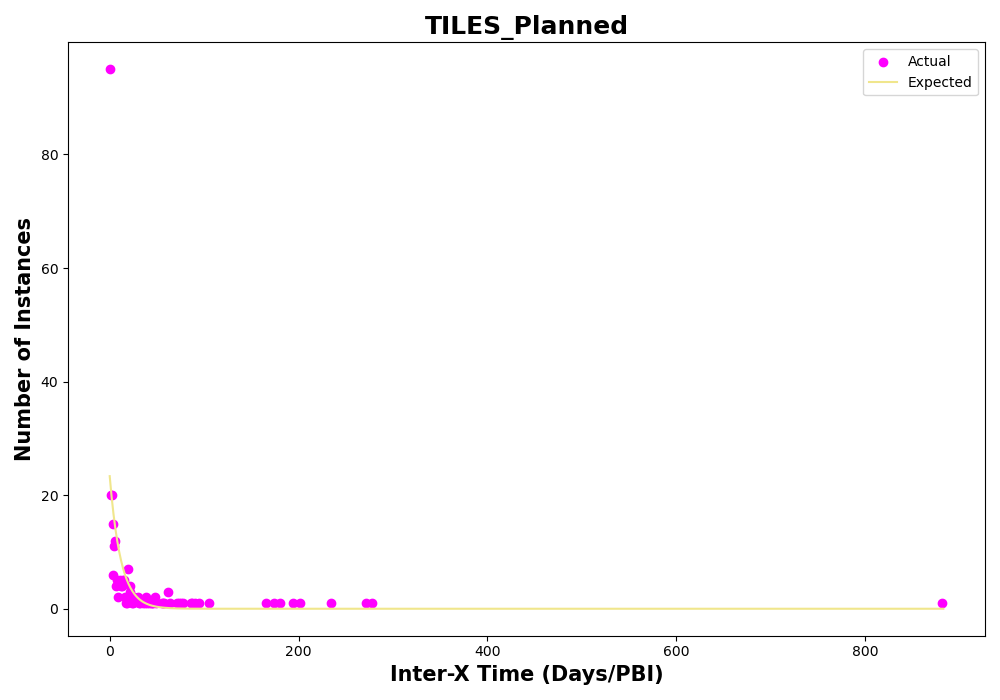 TILES_Planned
Actual
Expected
Number of Instances
80
60
40
20
0
0
200
400
600
800
Inter-X Time (Days/PBI)